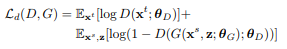 ℒ_d(D, G) = 𝔼_{x^t}[log D(x^t; θ_D)]+
𝔼_{x^s,z}[log(1 − D(G(x^s, z; θ_G); θ_D)]